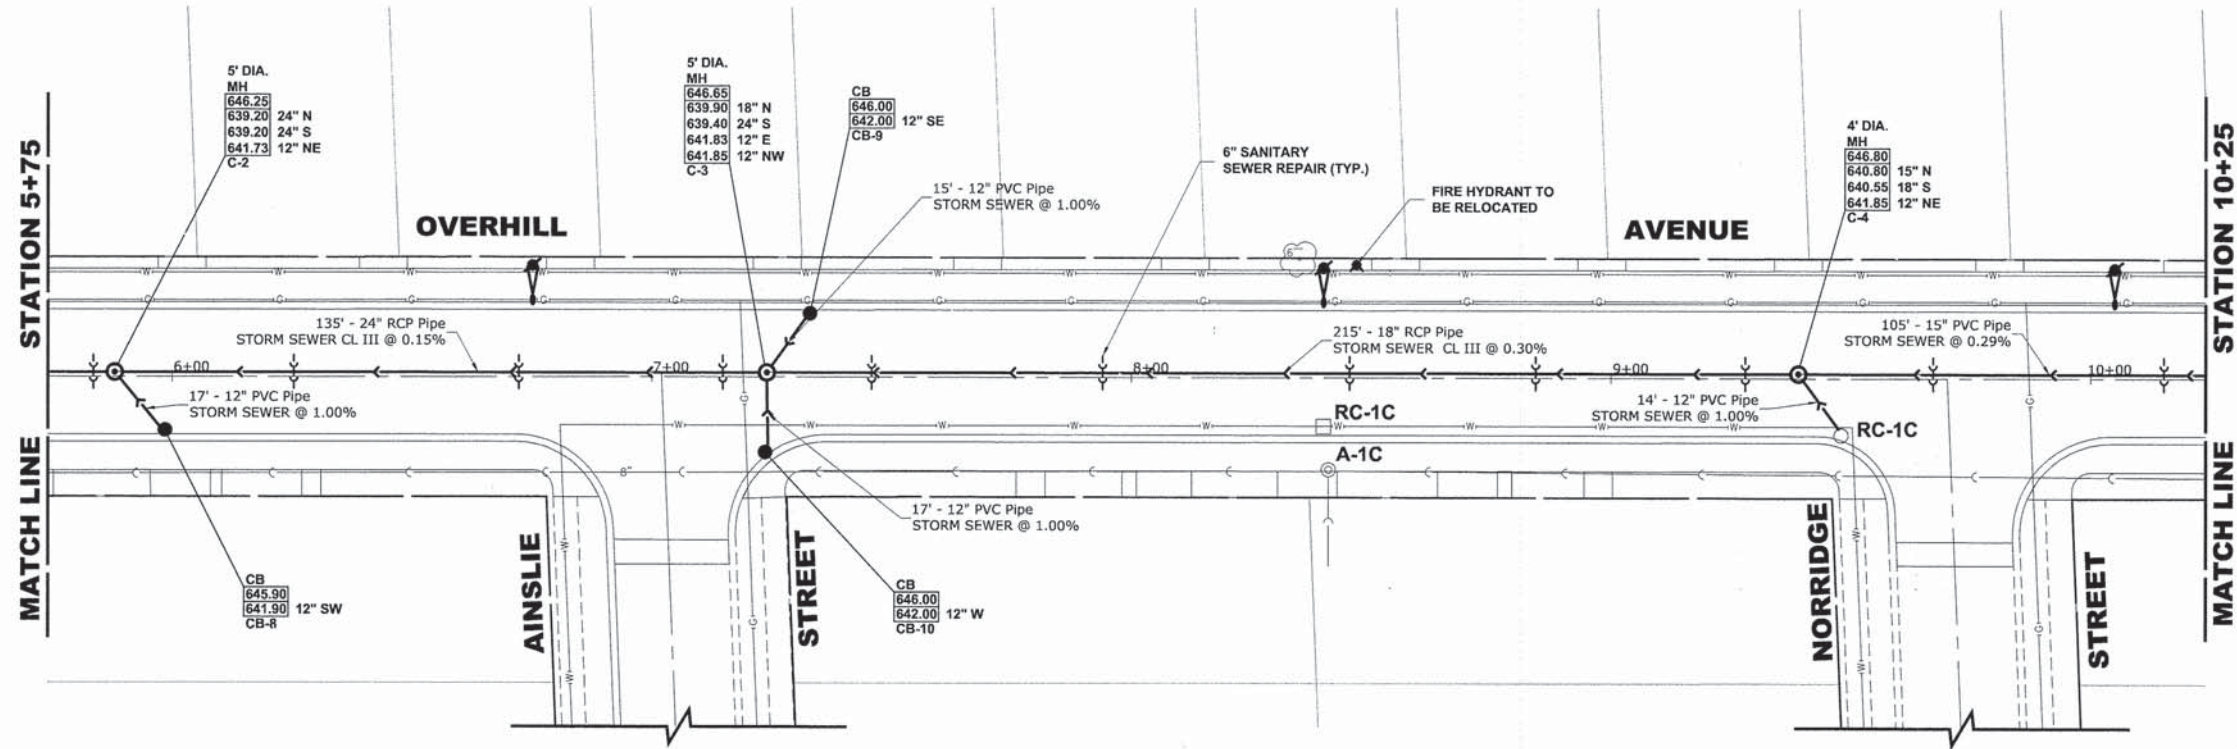 5' DIA.
MH
646.25
639.20 24" N
639.20 24" S
641.73 12" NE
C-2
5' DIA.
MH
646.65
639.90 18" N
639.40 24" S
641.83 12" E
641.85 12" NW
C-3
CB
646.00
642.00 12" SE
CB-9
4' DIA.
MH
646.80
640.80 15" N
640.55 18" S
641.85 12" NE
C-4
6" SANITARY
SEWER REPAIR (TYP.)
15' - 12" PVC Pipe
STORM SEWER @ 1.00%
FIRE HYDRANT TO
BE RELOCATED
OVERHILL
AVENUE
MATCH LINE STATION 5+75
MATCH LINE STATION 10+25
6"
W W W W W W W W W W W W W W W W
G G G G G G G G G G G G G G G G
135' - 24" RCP Pipe
STORM SEWER CL III @ 0.15%
215' - 18" RCP Pipe
STORM SEWER CL III @ 0.30%
105' - 15" PVC Pipe
STORM SEWER @ 0.29%
6+00
7+00
8+00
9+00
10+00
17' - 12" PVC Pipe
STORM SEWER @ 1.00%
14' - 12" PVC Pipe
STORM SEWER @ 1.00%
RC-1C
RC-1C
W W W W W W W W W
A-1C
8"
17' - 12" PVC Pipe
STORM SEWER @ 1.00%
AINSLIE
STREET
NORRIDGE
STREET
CB
645.90
641.90 12" SW
CB-8
CB
646.00
642.00 12" W
CB-10